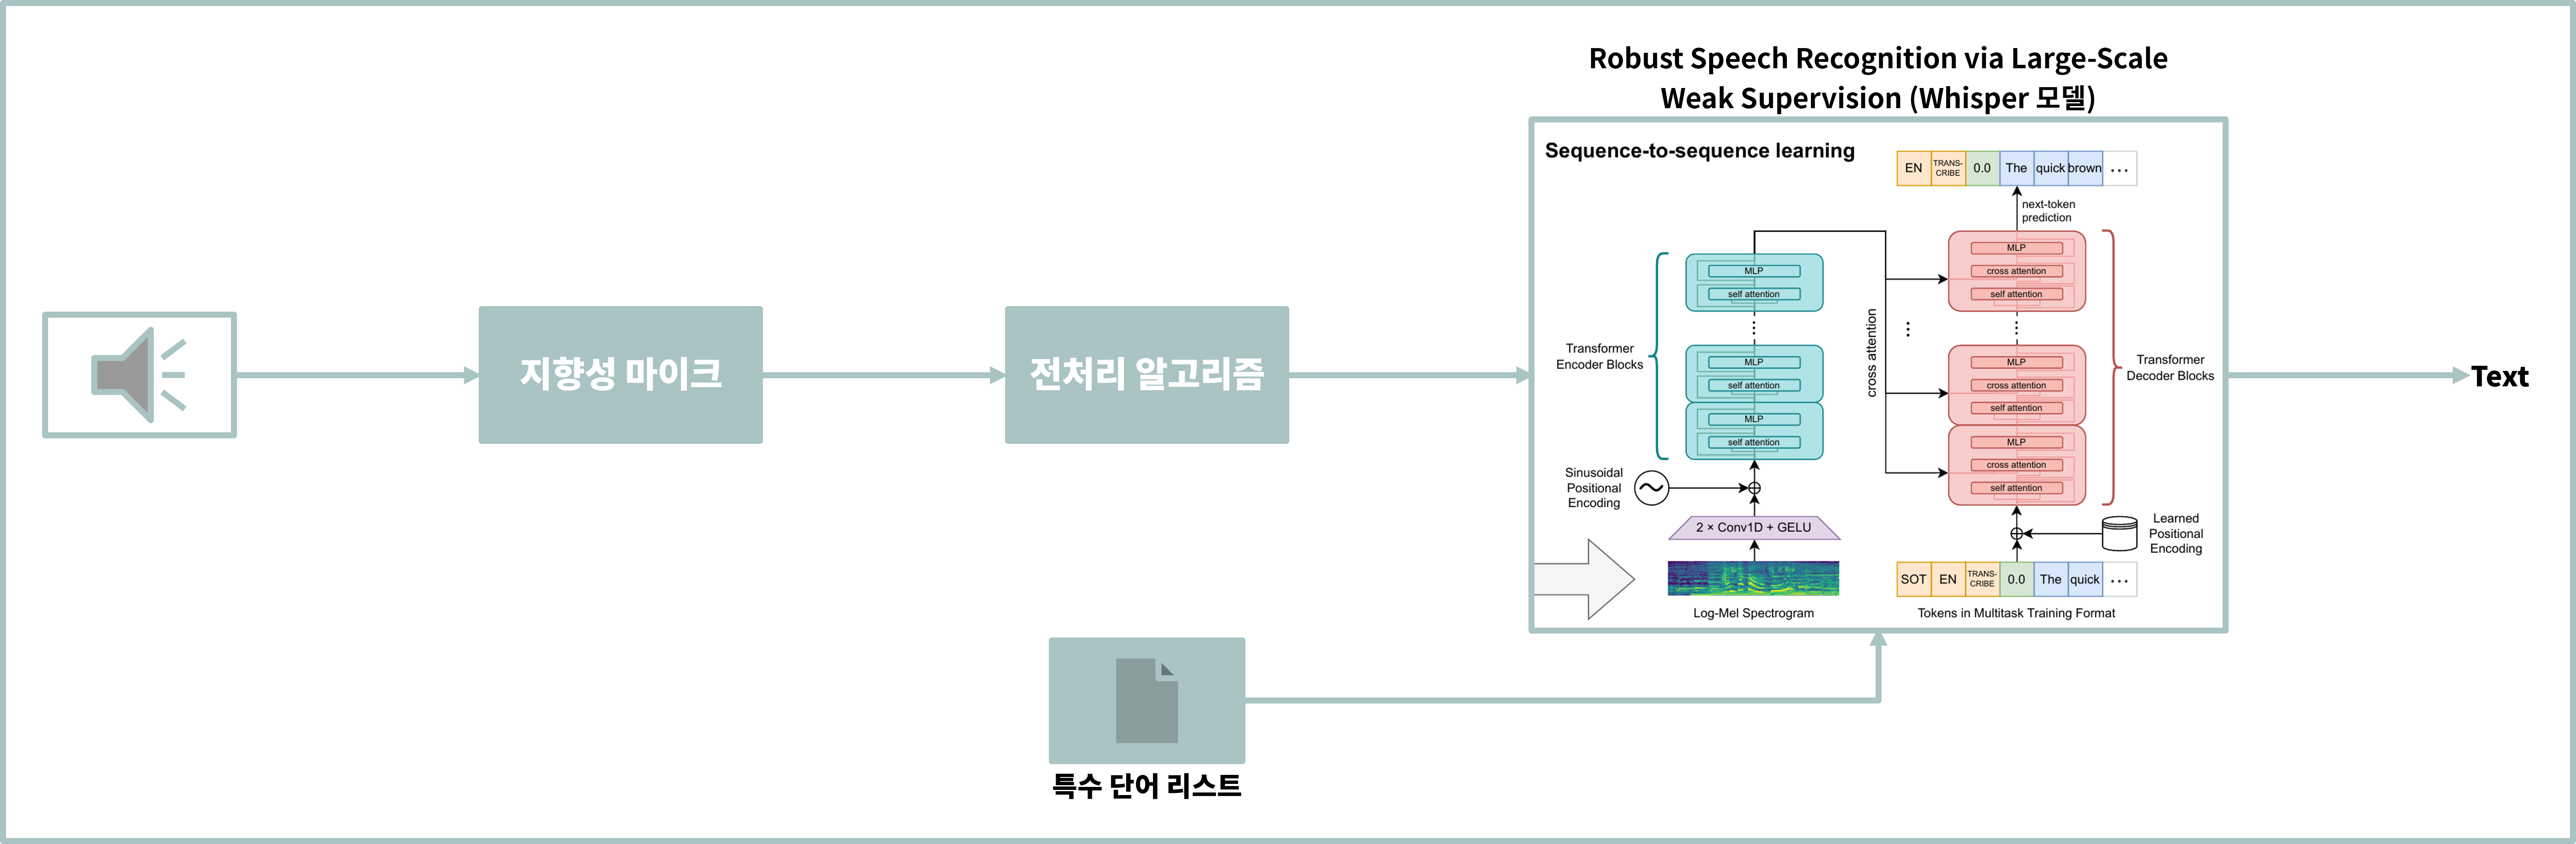 Robust Speech Recognition via Large-Scale
Weak Supervision (Whisper 모델)
지향성 마이크
전처리 알고리즘
특수 단어 리스트
Sequence-to-sequence learning
EN
TRANS-
CRIBE
0.0
The
quick
brown
...
next-token
prediction
MLP
self attention
MLP
self attention
MLP
self attention
Transformer
Encoder Blocks
cross attention
MLP
cross attention
self attention
MLP
cross attention
self attention
MLP
cross attention
self attention
Transformer
Decoder Blocks
Sinusoidal
Positional
Encoding
2 × Conv1D + GELU
Log-Mel Spectrogram
Learned
Positional
Encoding
SOT
EN
TRANS-
CRIBE
0.0
The
quick
...
Tokens in Multitask Training Format
Text